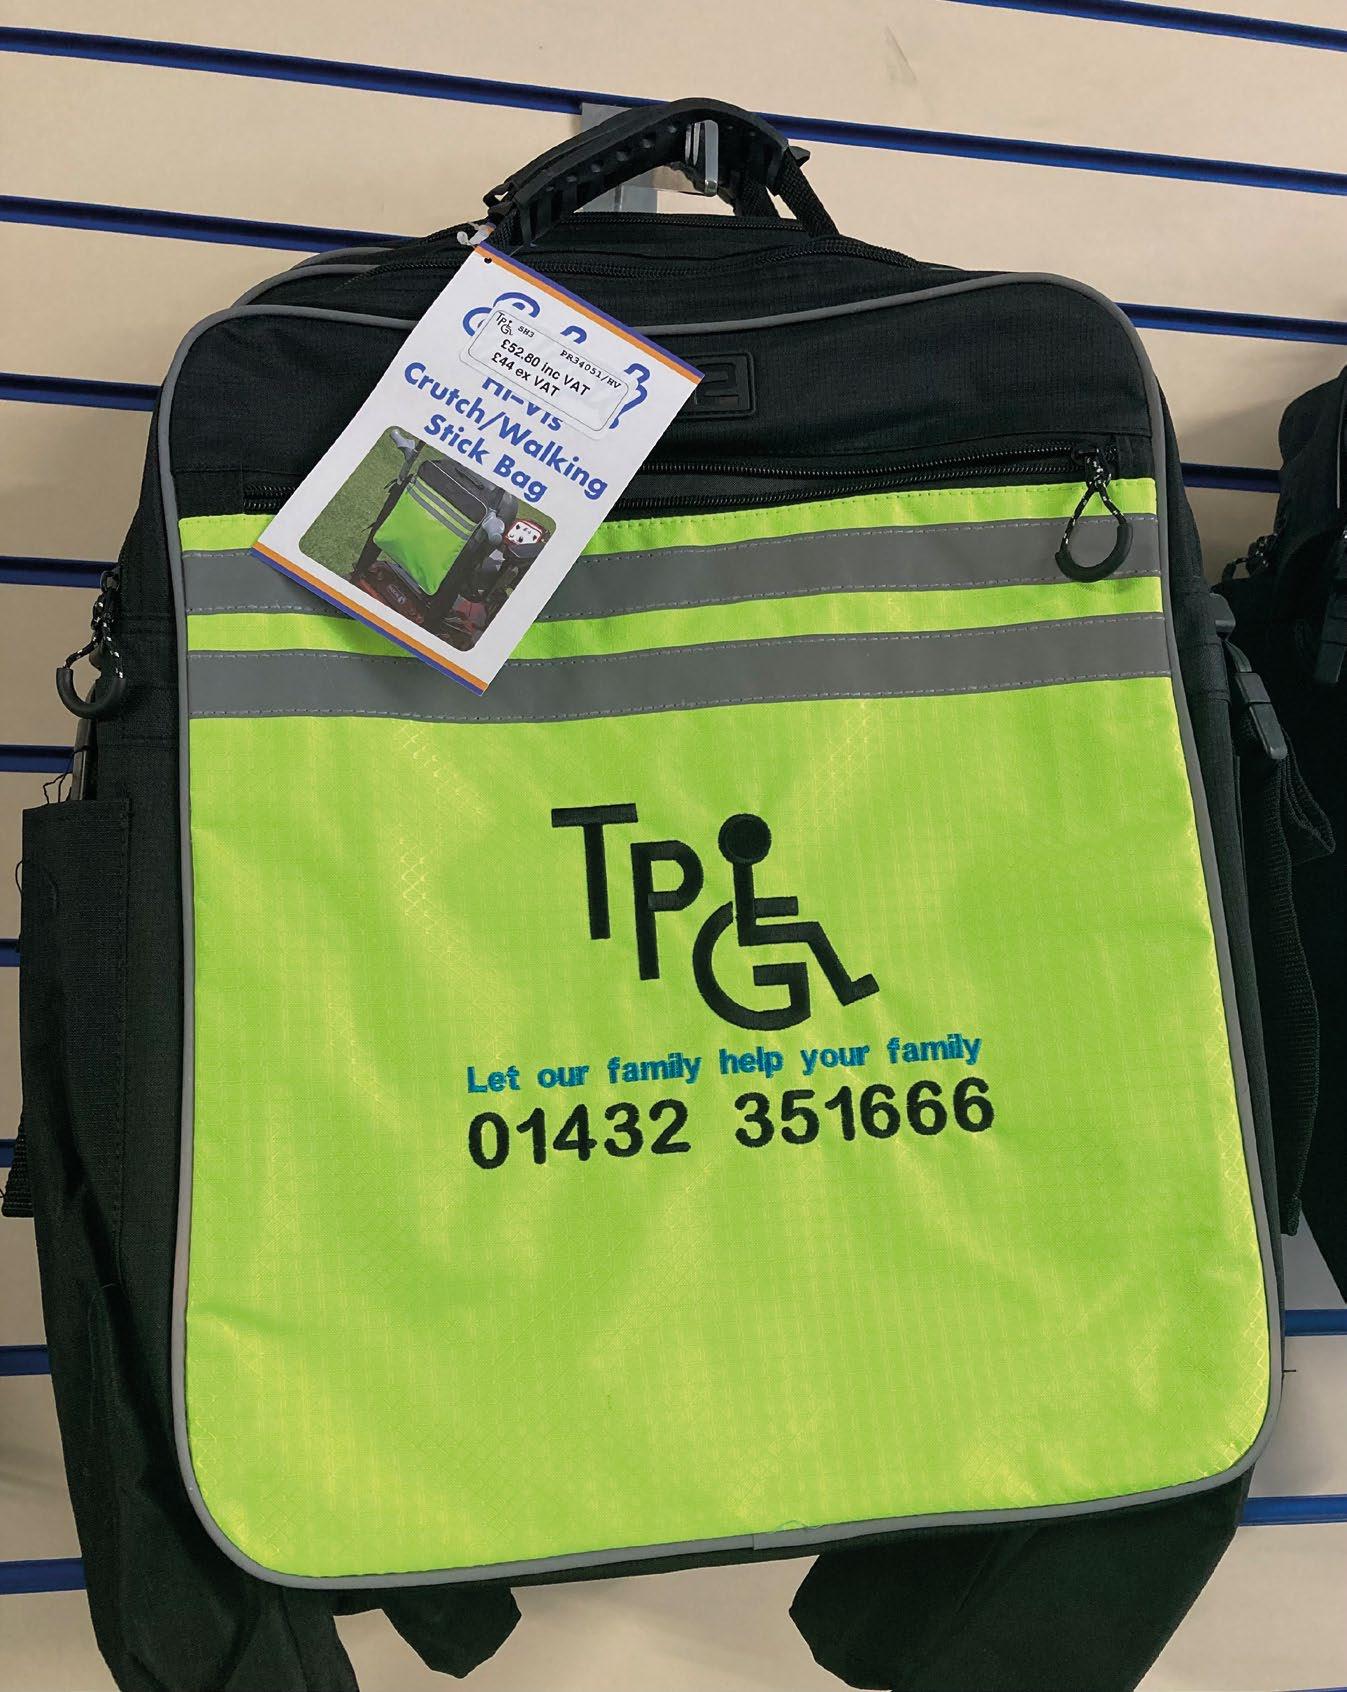 TPG SH3 PR34051/HV
£52.80 inc VAT
£44 ex VAT
Hi-Vis
Crutch/Walking
Stick Bag
TPG
Let our family help your family
01432 351666